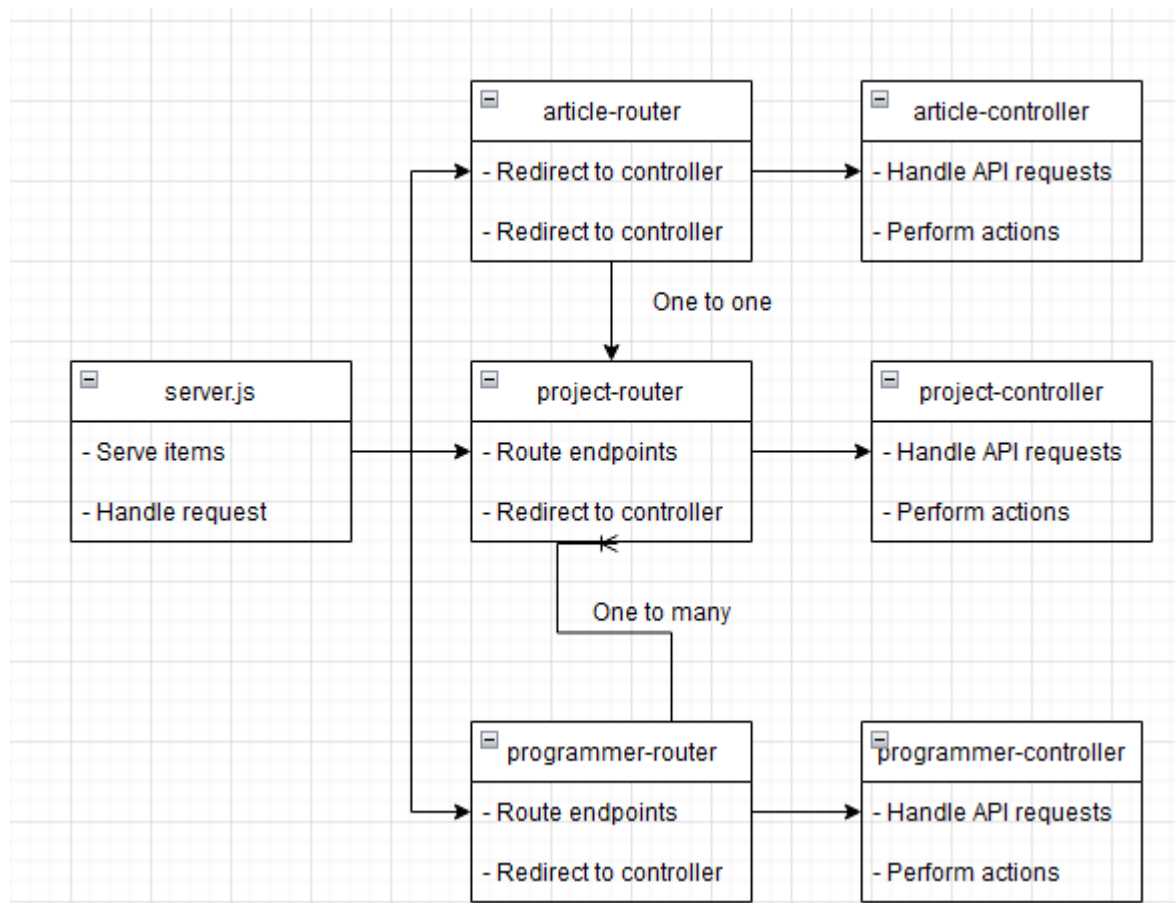 article-router
- Redirect to controller
- Redirect to controller
article-controller
- Handle API requests
- Perform actions
One to one
server.js
- Serve items
- Handle request
project-router
- Route endpoints
- Redirect to controller
project-controller
- Handle API requests
- Perform actions
One to many
programmer-router
- Route endpoints
- Redirect to controller
programmer-controller
- Handle API requests
- Perform actions